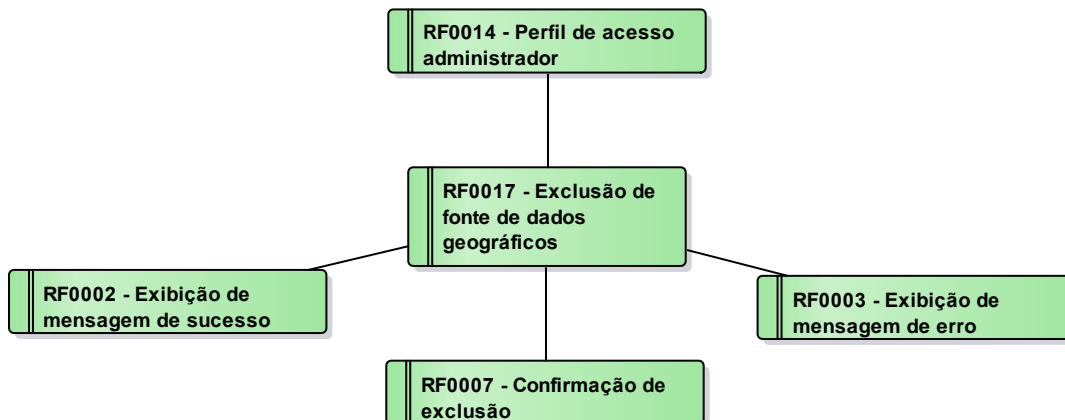 RF0014 - Perfil de acesso
administrador
RF0017 - Exclusão de
fonte de dados
geográficos
RF0002 - Exibição de
mensagem de sucesso
RF0003 - Exibição de
mensagem de erro
RF0007 - Confirmação de
exclusão